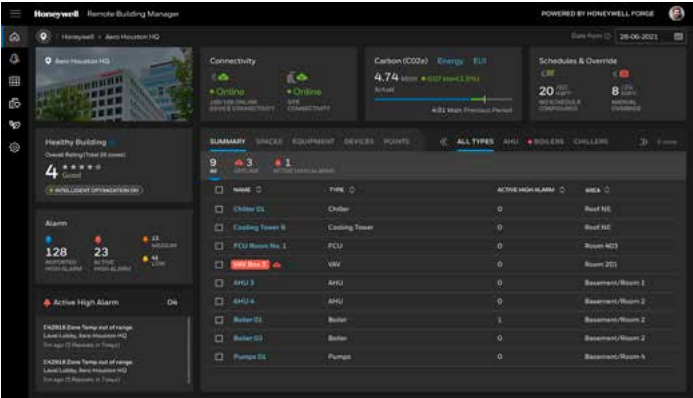 Honeywell Remote Building Manager
POWERED BY HONEYWELL FORGE
Honeywell > Aero Houston HQ
Date From
28-06-2021
Aero Houston HQ
Connectivity
Online
DEVICE CONNECTIVITY
Online
SITE
CONNECTIVITY
Carbon (CO2e) Energy EUI
4.74
Actual
4.91 kton Previous Period
Schedules & Override
20
NO SCHEDULE
CONFIGURED
8
MANUAL
OVERRIDE
Healthy Building
4
Good
INTELLIGENT OPTIMIZATION ON
SUMMARY SPACES EQUIPMENT DEVICES POINTS
ALL TYPES AHU BOILERS CHILLERS
9
All
3
OFFLINE
1
ACTIVE HIGH ALARMS
NAME TYPE ACTIVE HIGH ALARM AREA
Chiller 01 Chiller 0 Roof NE
Cooling Tower 9 Cooling Tower 0 Roof NE
FCU Room No. 1 FCU 0 Room 403
VAV Box 3 VAV 0 Room 201
AHU 3 AHU 0 Basement/Room 1
AHU 4 AHU 0 Basement/Room 2
Boiler 01 Boiler 1 Basement/Room 2
Boiler 03 Boiler 0 Basement/Room 2
Pumps 01 Pumps 0 Basement/Room 4
Alarm
128
REPORTED
HIGH ALARM
23
ACTIVE
HIGH ALARM
MEDIUM
LOW
Active High Alarm 04
Zone Temp out of range
Level Lobby, Aero Houston HQ
Zone Temp out of range
Level Lobby, Aero Houston HQ